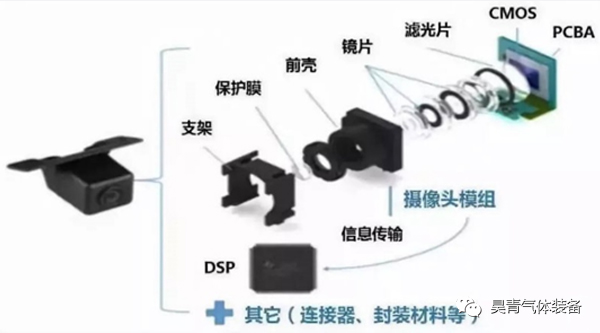 CMOS
滤光片
PCBA
镜片
前壳
保护膜
支架
摄像头模组
信息传输
DSP
其它（连接器、封装材料等）
昊青气体装备